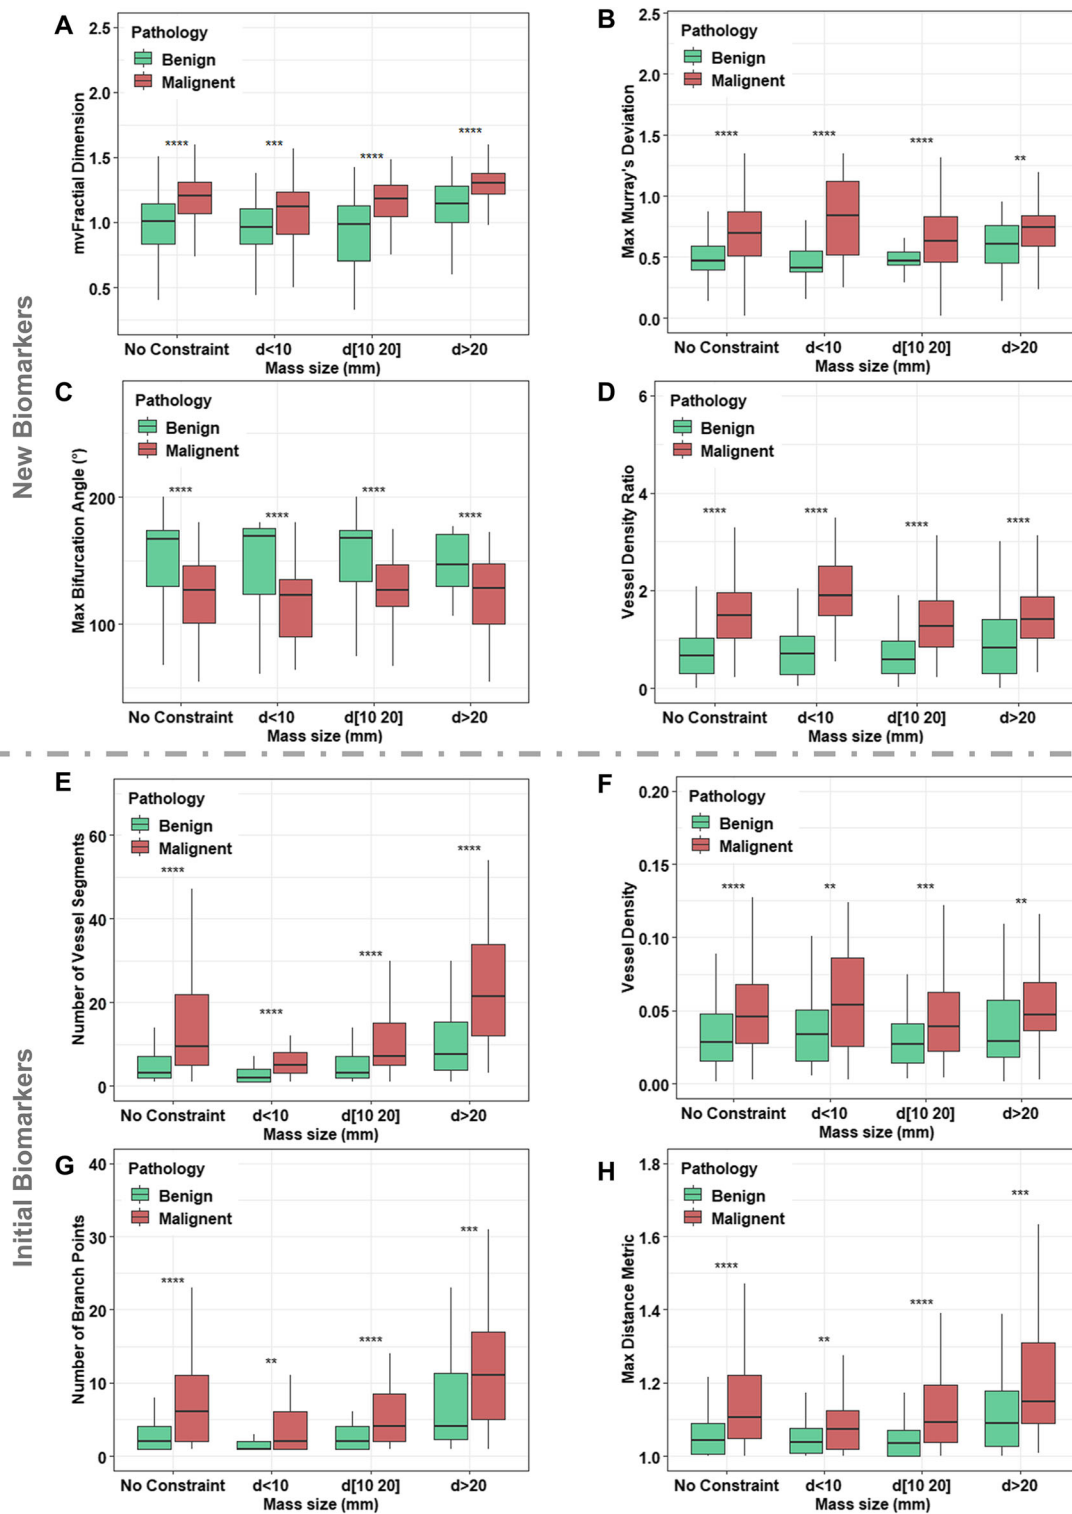 New Biomarkers
A
Pathology
Benign
Malignent
mvFractal Dimension
2.5
2.0
1.5
1.0
0.5
**** *** **** ****
No Constraint d<10 d[10 20] d>20
Mass size (mm)
B
Pathology
Benign
Malignent
Max Murray's Deviation
2.5
2.0
1.5
1.0
0.5
0.0
**** **** **** **
No Constraint d<10 d[10 20] d>20
Mass size (mm)
C
Pathology
Benign
Malignent
Max Bifurcation Angle (°)
200
100
**** **** **** ****
No Constraint d<10 d[10 20] d>20
Mass size (mm)
D
Pathology
Benign
Malignent
Vessel Density Ratio
6
4
2
0
**** **** **** ****
No Constraint d<10 d[10 20] d>20
Mass size (mm)
Initial Biomarkers
E
Pathology
Benign
Malignent
Number of Vessel Segments
60
40
20
0
**** **** **** ****
No Constraint d<10 d[10 20] d>20
Mass size (mm)
F
Pathology
Benign
Malignent
Vessel Density
0.20
0.15
0.10
0.05
0.00
**** ** *** **
No Constraint d<10 d[10 20] d>20
Mass size (mm)
G
Pathology
Benign
Malignent
Number of Branch Points
40
30
20
10
0
**** ** **** ***
No Constraint d<10 d[10 20] d>20
Mass size (mm)
H
Pathology
Benign
Malignent
Max Distance Metric
1.8
1.6
1.4
1.2
1.0
**** ** **** ***
No Constraint d<10 d[10 20] d>20
Mass size (mm)